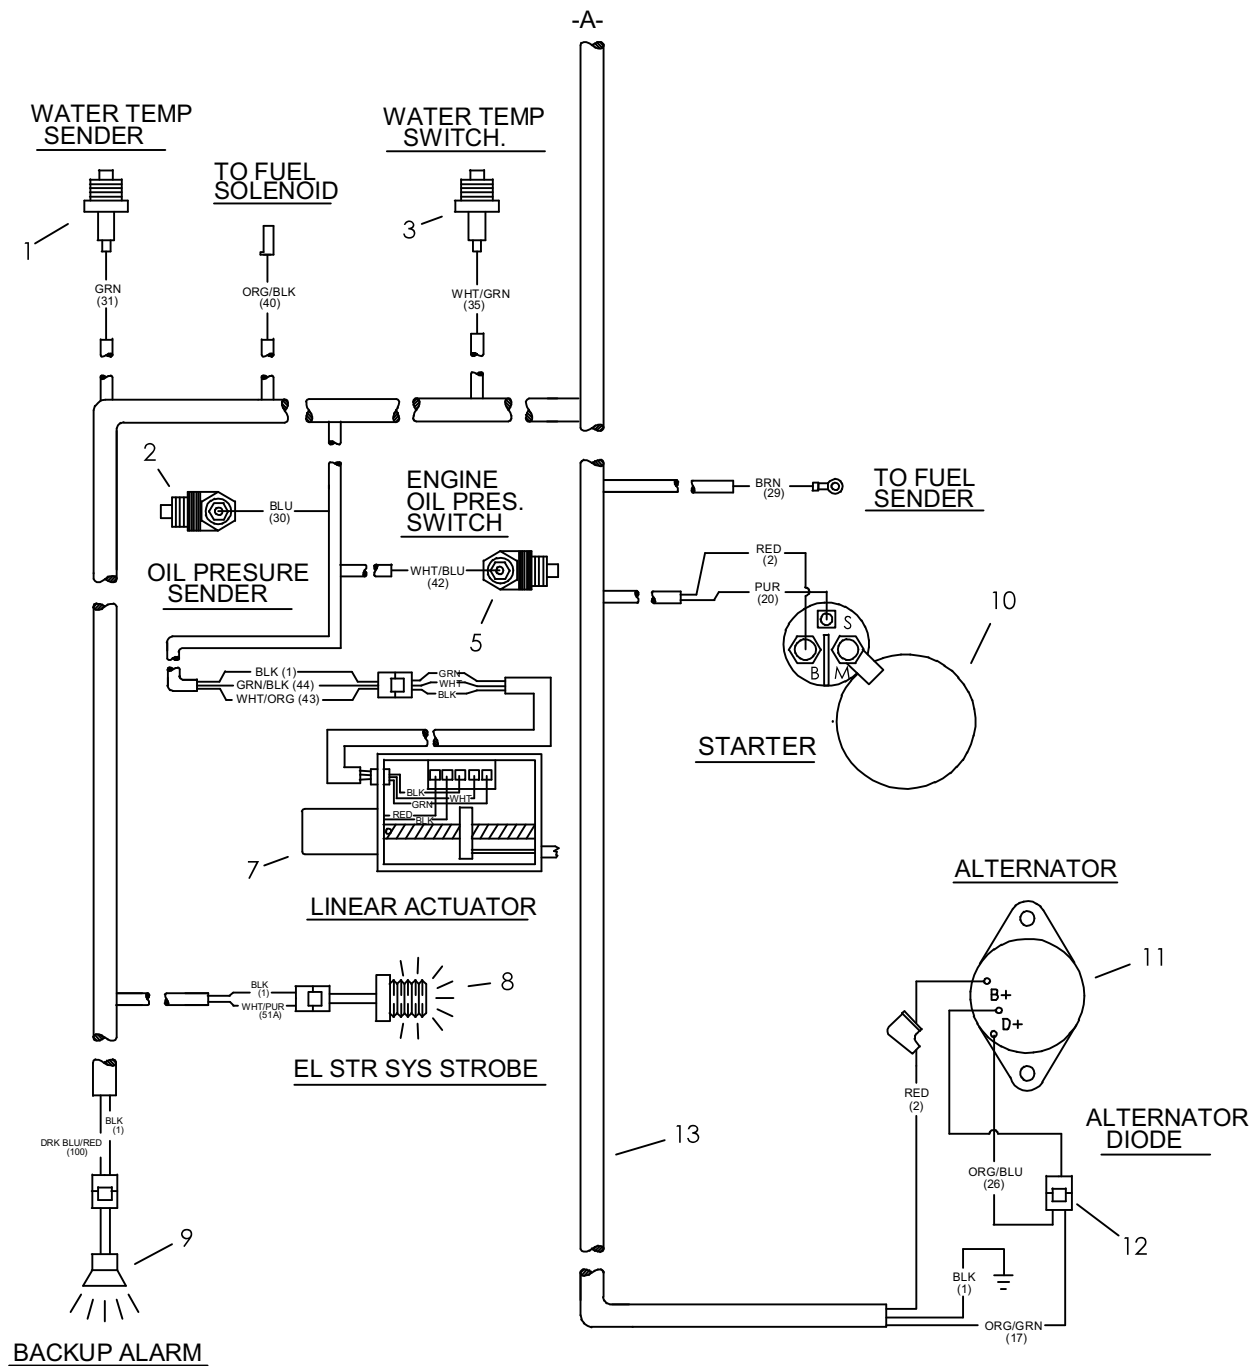 -A-
WATER TEMP
SENDER
WATER TEMP
SWITCH.
TO FUEL
SOLENOID
1
3
GRN
(31)
ORG/BLK
(40)
WHT/GRN
(35)
2
BLU
(30)
ENGINE
OIL PRES.
SWITCH
BRN
(29)
TO FUEL
SENDER
OIL PRESURE
SENDER
WHT/BLU
(42)
5
RED
(2)
PUR
(20)
S
B
M
10
STARTER
BLK (1)
GRN/BLK (44)
WHT/ORG (43)
GRN
WHT
BLK
BLK
WHT
GRN
RED
BLK
7
LINEAR ACTUATOR
ALTERNATOR
11
B+
D+
BLK
(1)
WHT/PUR
(51A)
8
EL STR SYS STROBE
RED
(2)
ALTERNATOR
DIODE
BLK
(1)
DRK BLU/RED
(100)
13
ORG/BLU
(26)
12
9
BLK
(1)
ORG/GRN
(17)
BACKUP ALARM